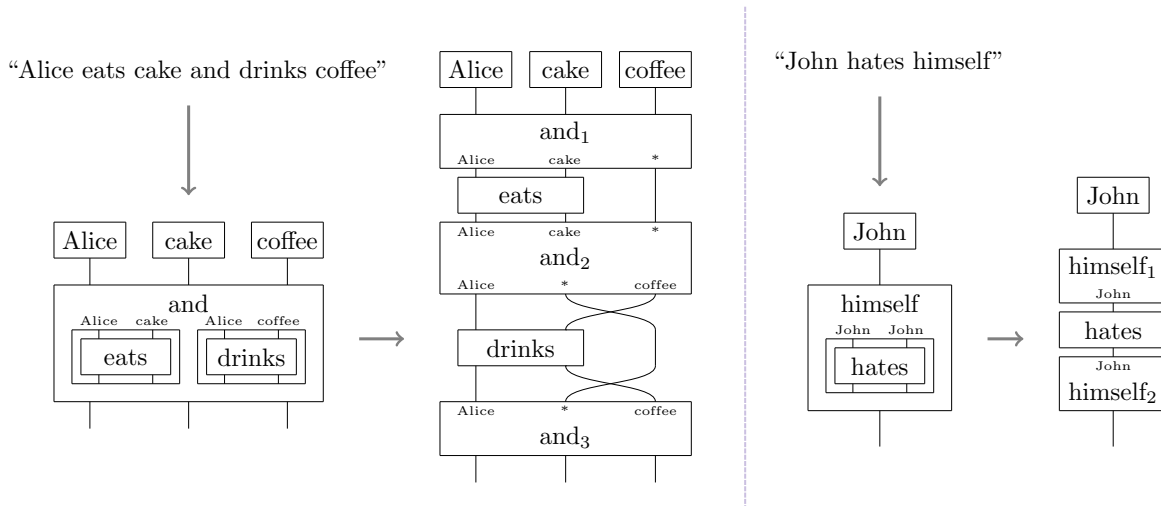 “Alice eats cake and drinks coffee”
Alice cake coffee
and
Alice cake Alice coffee
eats drinks
Alice cake coffee
and₁
Alice cake *
eats
Alice cake *
and₂
Alice * coffee
drinks
Alice * coffee
and₃
“John hates himself”
John
himself
John John
hates
John
himself₁
John
hates
John
himself₂